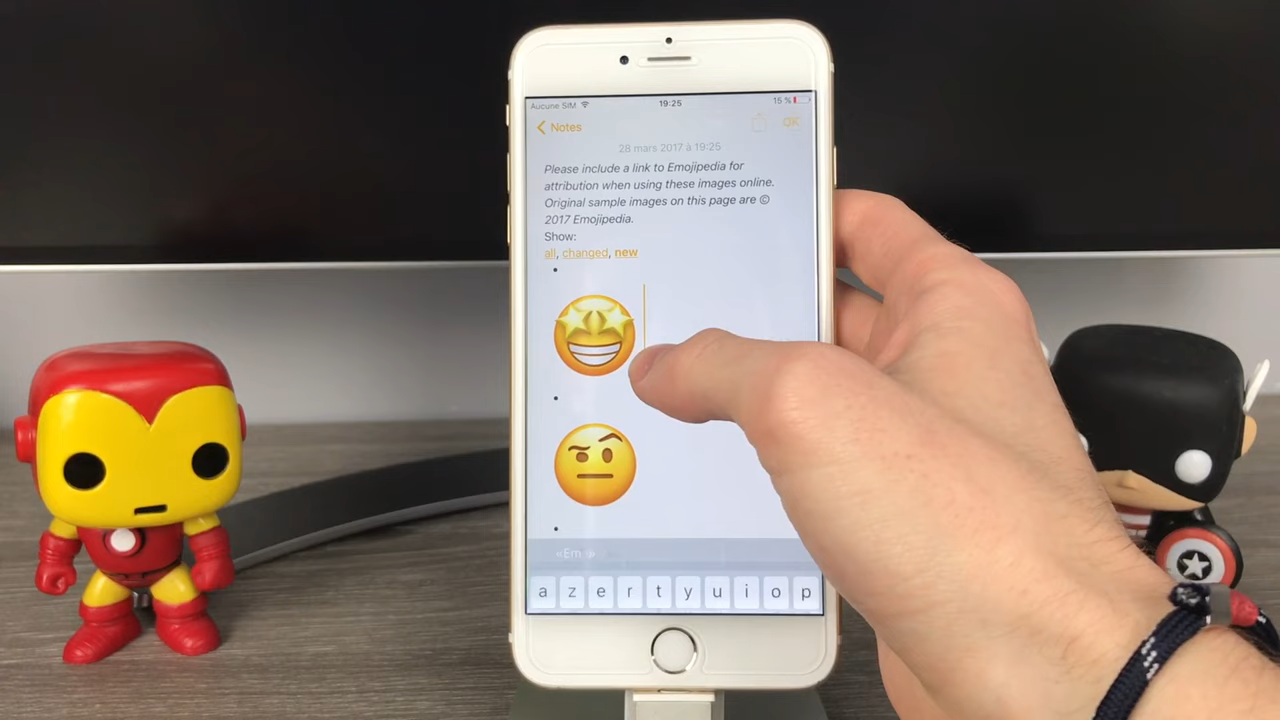 Aucune SIM 19:25 15 %
Notes OK
28 mars 2017 à 19:25
Please include a link to Emojipedia for
attribution when using these images online.
Original sample images on this page are ©
2017 Emojipedia.
Show:
all, changed, new
a z e r t y u i o p